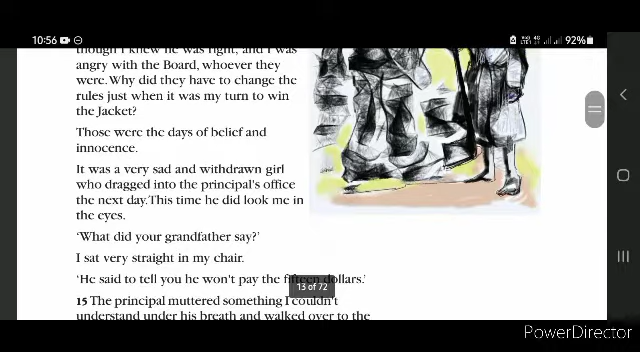 10:56
92%
though I knew he was right, and I was
angry with the Board, whoever they
were. Why did they have to change the
rules just when it was my turn to win
the Jacket?
Those were the days of belief and
innocence.
It was a very sad and withdrawn girl
who dragged into the principal's office
the next day. This time he did look me in
the eyes.
'What did your grandfather say?'
I sat very straight in my chair.
'He said to tell you he won't pay the fifteen dollars.'
13 of 72
15 The principal muttered something I couldn't
understand under his breath and walked over to the
PowerDirector